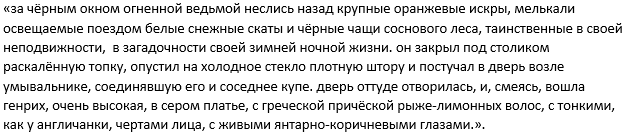 «за чёрным окном огненной ведьмой неслись назад крупные оранжевые искры, мелькали
освещаемые поездом белые снежные скаты и чёрные чащи соснового леса, таинственные в своей
неподвижности,  в загадочности своей зимней ночной жизни. он закрыл под столиком
раскалённую топку, опустил на холодное стекло плотную штору и постучал в дверь возле
умывальнике, соединявшую его и соседнее купе. дверь оттуде отворилась, и, смеясь, вошла
генрих, очень высокая, в сером платье, с греческой причёской рыже-лимонных волос, с тонкими,
как у англичанки, чертами лица, с живыми янтарно-коричневыми глазами.».